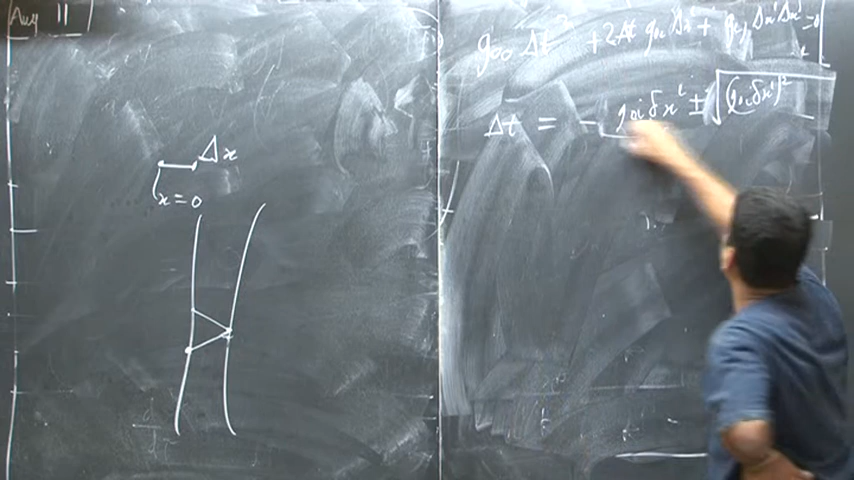 Aug 11
Δx
x=0
g₀₀ Δt² + 2Δt g₀ᵢ Δxⁱ + gᵢⱼ Δxⁱ Δxʲ = 0
Δt = - g₀ᵢ δxⁱ ± √(g₀ᵢ δxⁱ)²